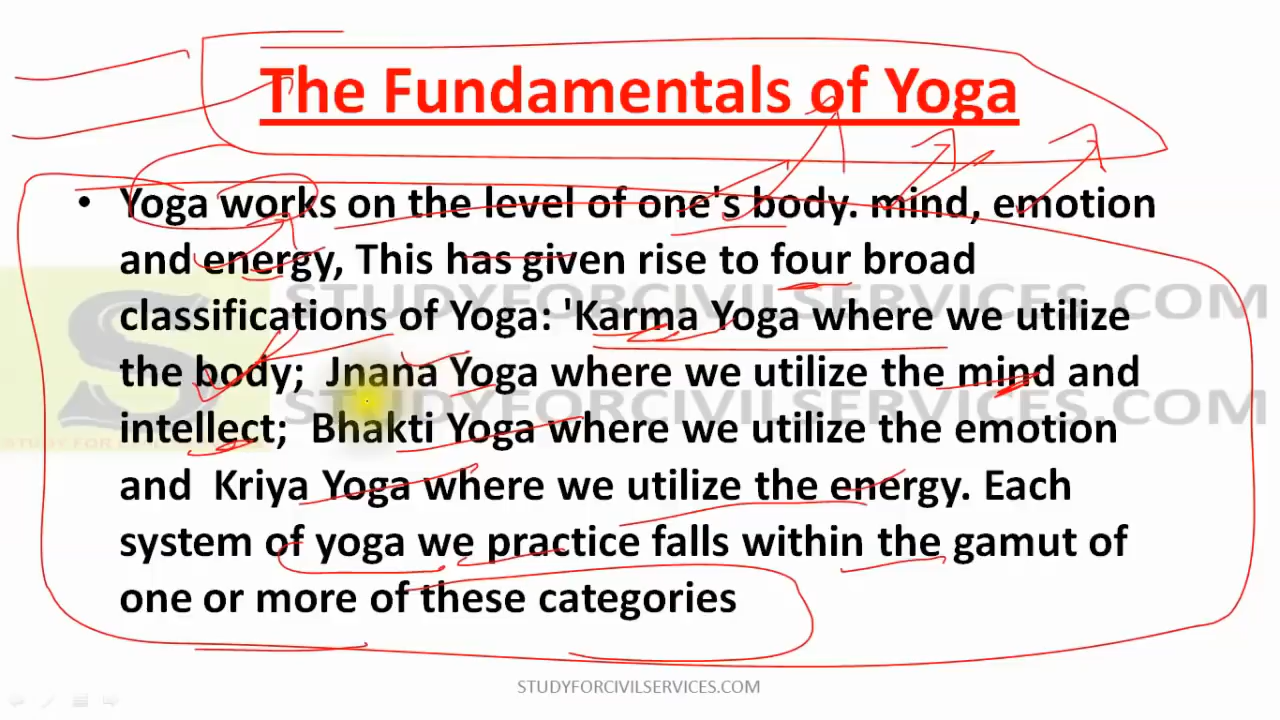 The Fundamentals of Yoga
• Yoga works on the level of one's body. mind, emotion
and energy, This has given rise to four broad
classifications of Yoga: 'Karma Yoga where we utilize
the body;  Jnana Yoga where we utilize the mind and
intellect;  Bhakti Yoga where we utilize the emotion
and  Kriya Yoga where we utilize the energy. Each
system of yoga we practice falls within the gamut of
one or more of these categories
STUDYFORCIVILSERVICES.COM
STUDYFORCIVILSERVICES.COM
STUDYFORCIVILSERVICES.COM